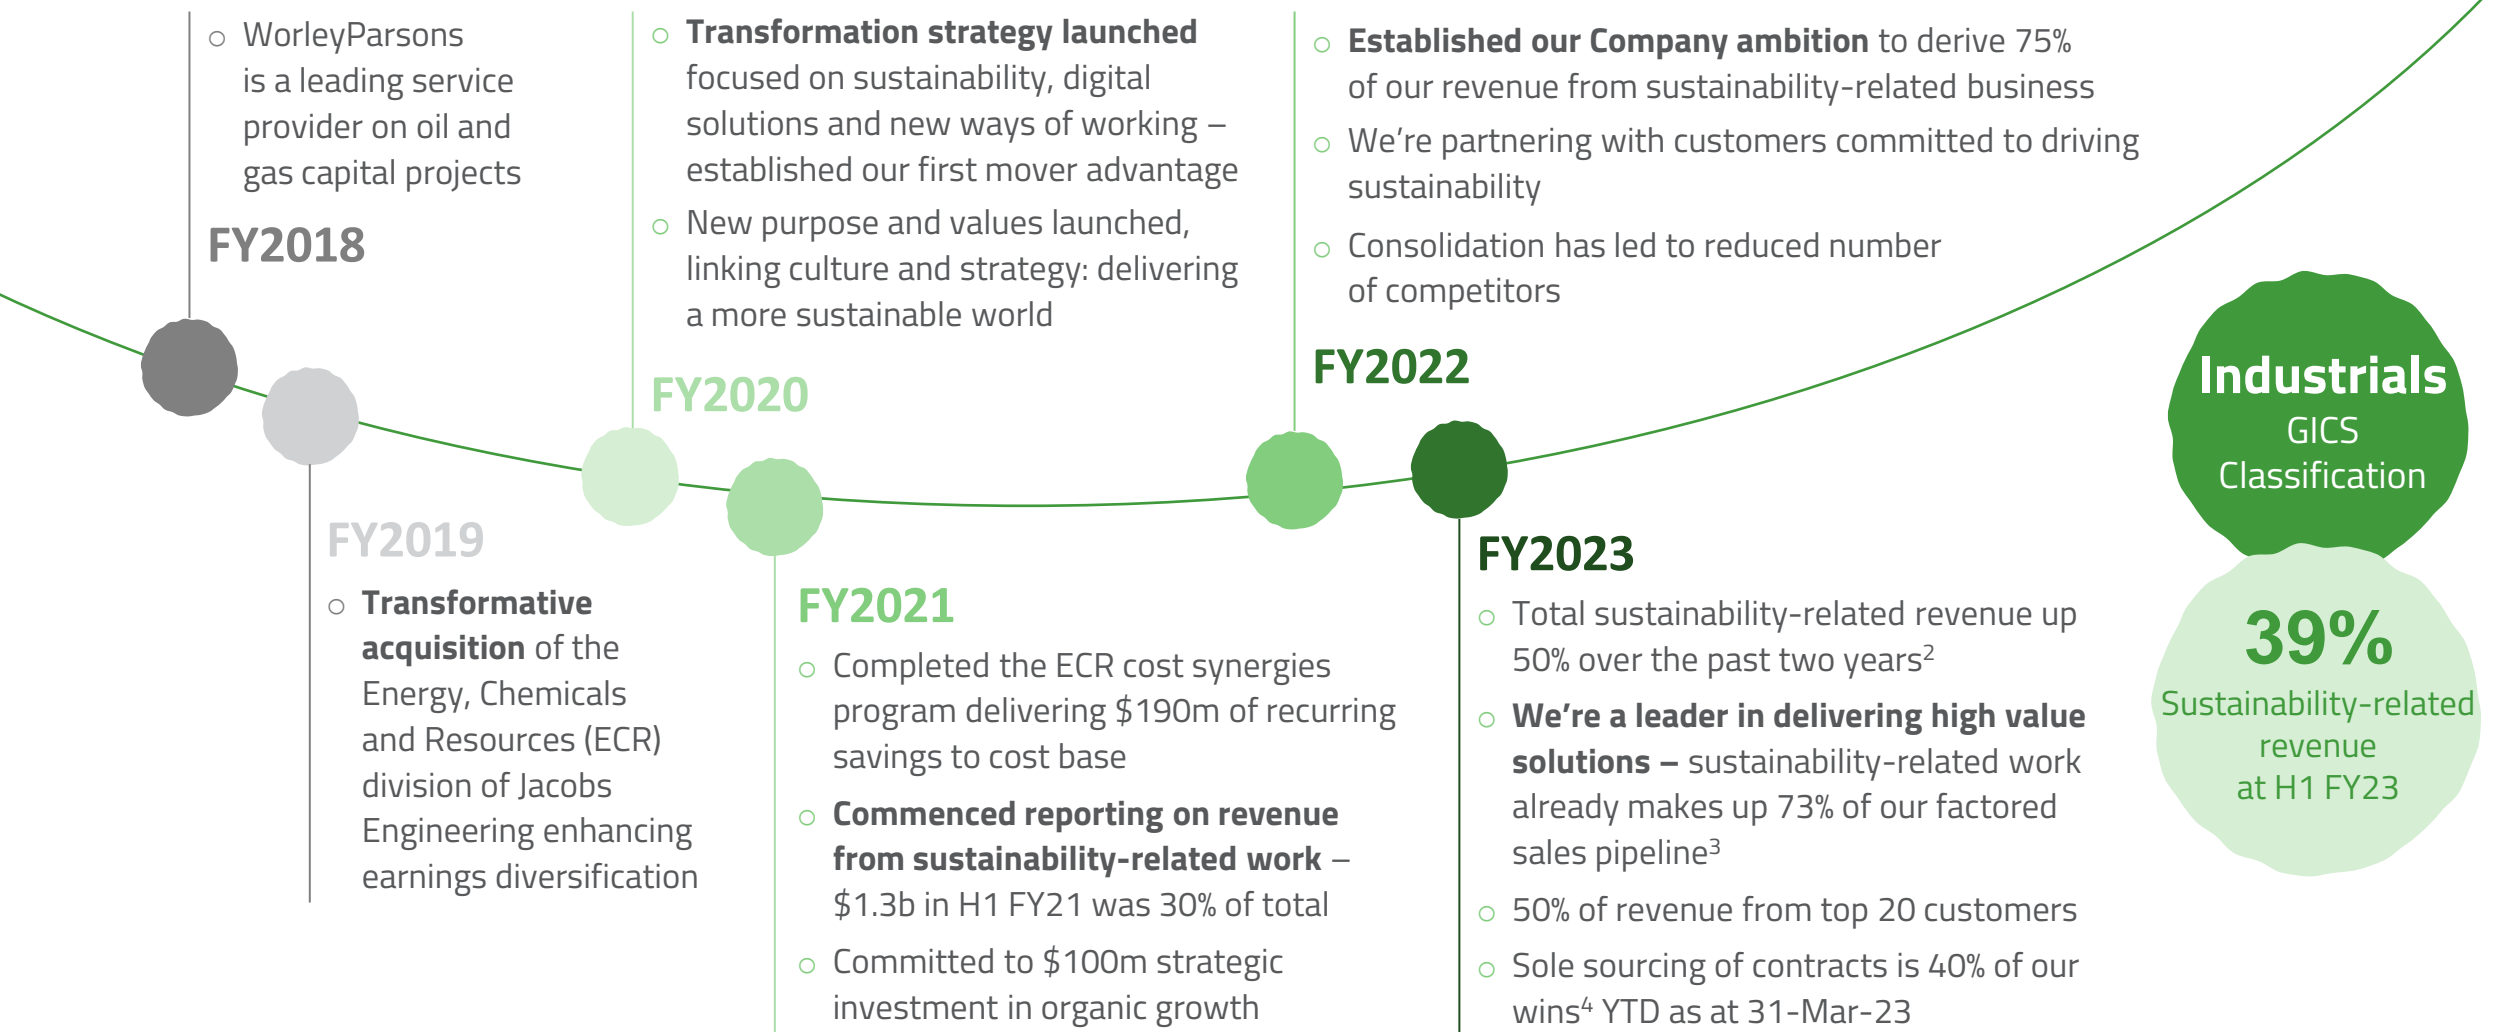 WorleyParsons
is a leading service
provider on oil and
gas capital projects
FY2018
FY2019
Transformative
acquisition of the
Energy, Chemicals
and Resources (ECR)
division of Jacobs
Engineering enhancing
earnings diversification
Transformation strategy launched
focused on sustainability, digital
solutions and new ways of working –
established our first mover advantage
New purpose and values launched,
linking culture and strategy: delivering
a more sustainable world
FY2020
FY2021
Completed the ECR cost synergies
program delivering $190m of recurring
savings to cost base
Commenced reporting on revenue
from sustainability-related work –
$1.3b in H1 FY21 was 30% of total
Committed to $100m strategic
investment in organic growth
Established our Company ambition to derive 75%
of our revenue from sustainability-related business
We’re partnering with customers committed to driving
sustainability
Consolidation has led to reduced number
of competitors
FY2022
FY2023
Total sustainability-related revenue up
50% over the past two years²
We’re a leader in delivering high value
solutions – sustainability-related work
already makes up 73% of our factored
sales pipeline³
50% of revenue from top 20 customers
Sole sourcing of contracts is 40% of our
wins⁴ YTD as at 31-Mar-23
Industrials
GICS
Classification
39%
Sustainability-related
revenue
at H1 FY23